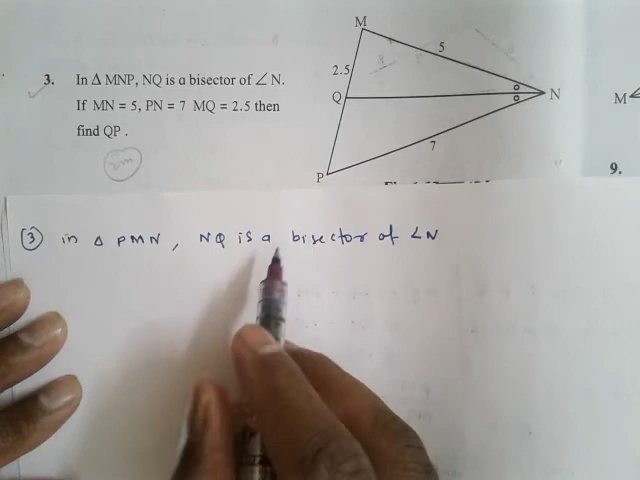 3. In Δ MNP, NQ is a bisector of ∠N.
If MN = 5, PN = 7 MQ = 2.5 then
find QP .
2m
M
5
2.5
Q
N
7
P
M
9.
(3) in Δ PMN, NQ is a bisector of ∠N